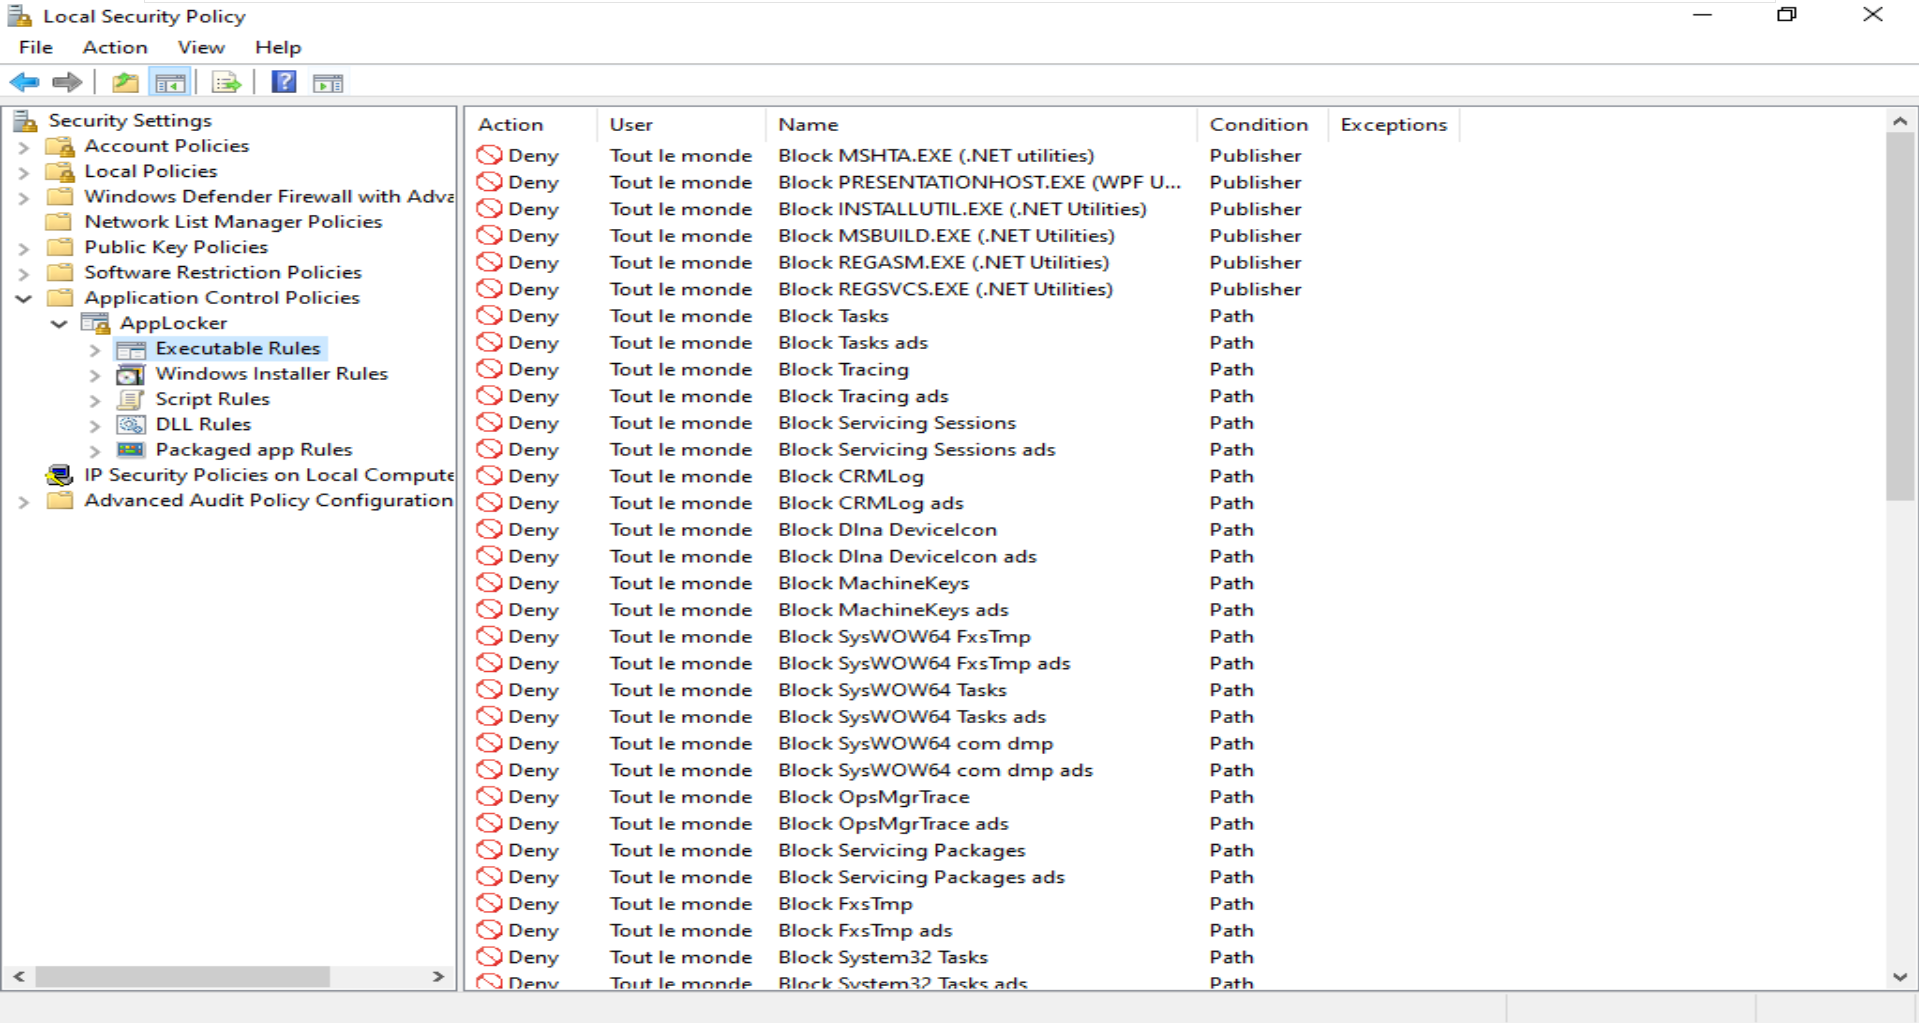 Local Security Policy
File Action View Help
Security Settings
Account Policies
Local Policies
Windows Defender Firewall with Adva
Network List Manager Policies
Public Key Policies
Software Restriction Policies
Application Control Policies
AppLocker
Executable Rules
Windows Installer Rules
Script Rules
DLL Rules
Packaged app Rules
IP Security Policies on Local Compute
Advanced Audit Policy Configuration
Action User Name Condition Exceptions
Deny Tout le monde Block MSHTA.EXE (.NET utilities) Publisher
Deny Tout le monde Block PRESENTATIONHOST.EXE (WPF U... Publisher
Deny Tout le monde Block INSTALLUTIL.EXE (.NET Utilities) Publisher
Deny Tout le monde Block MSBUILD.EXE (.NET Utilities) Publisher
Deny Tout le monde Block REGASM.EXE (.NET Utilities) Publisher
Deny Tout le monde Block REGSVCS.EXE (.NET Utilities) Publisher
Deny Tout le monde Block Tasks Path
Deny Tout le monde Block Tasks ads Path
Deny Tout le monde Block Tracing Path
Deny Tout le monde Block Tracing ads Path
Deny Tout le monde Block Servicing Sessions Path
Deny Tout le monde Block Servicing Sessions ads Path
Deny Tout le monde Block CRMLog Path
Deny Tout le monde Block CRMLog ads Path
Deny Tout le monde Block Dlna DeviceIcon Path
Deny Tout le monde Block Dlna DeviceIcon ads Path
Deny Tout le monde Block MachineKeys Path
Deny Tout le monde Block MachineKeys ads Path
Deny Tout le monde Block SysWOW64 FxsTmp Path
Deny Tout le monde Block SysWOW64 FxsTmp ads Path
Deny Tout le monde Block SysWOW64 Tasks Path
Deny Tout le monde Block SysWOW64 Tasks ads Path
Deny Tout le monde Block SysWOW64 com dmp Path
Deny Tout le monde Block SysWOW64 com dmp ads Path
Deny Tout le monde Block OpsMgrTrace Path
Deny Tout le monde Block OpsMgrTrace ads Path
Deny Tout le monde Block Servicing Packages Path
Deny Tout le monde Block Servicing Packages ads Path
Deny Tout le monde Block FxsTmp Path
Deny Tout le monde Block FxsTmp ads Path
Deny Tout le monde Block System32 Tasks Path
Deny Tout le monde Block System32 Tasks ads Path